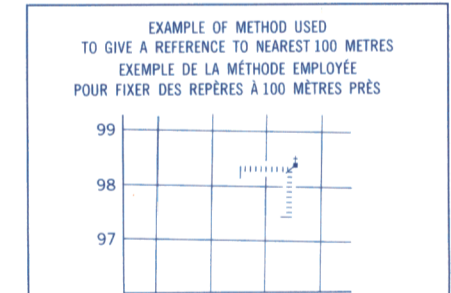 EXAMPLE OF METHOD USED
TO GIVE A REFERENCE TO NEAREST 100 METRES
EXEMPLE DE LA MÉTHODE EMPLOYÉE
POUR FIXER DES REPÈRES À 100 MÈTRES PRÈS
99
98
97